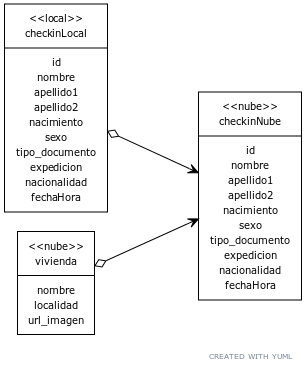 <<local>>
checkinLocal
id
nombre
apellido1
apellido2
nacimiento
sexo
tipo_documento
expedicion
nacionalidad
fechaHora
<<nube>>
checkinNube
id
nombre
apellido1
apellido2
nacimiento
sexo
tipo_documento
expedicion
nacionalidad
fechaHora
<<nube>>
vivienda
nombre
localidad
url_imagen
CREATED WITH YUML